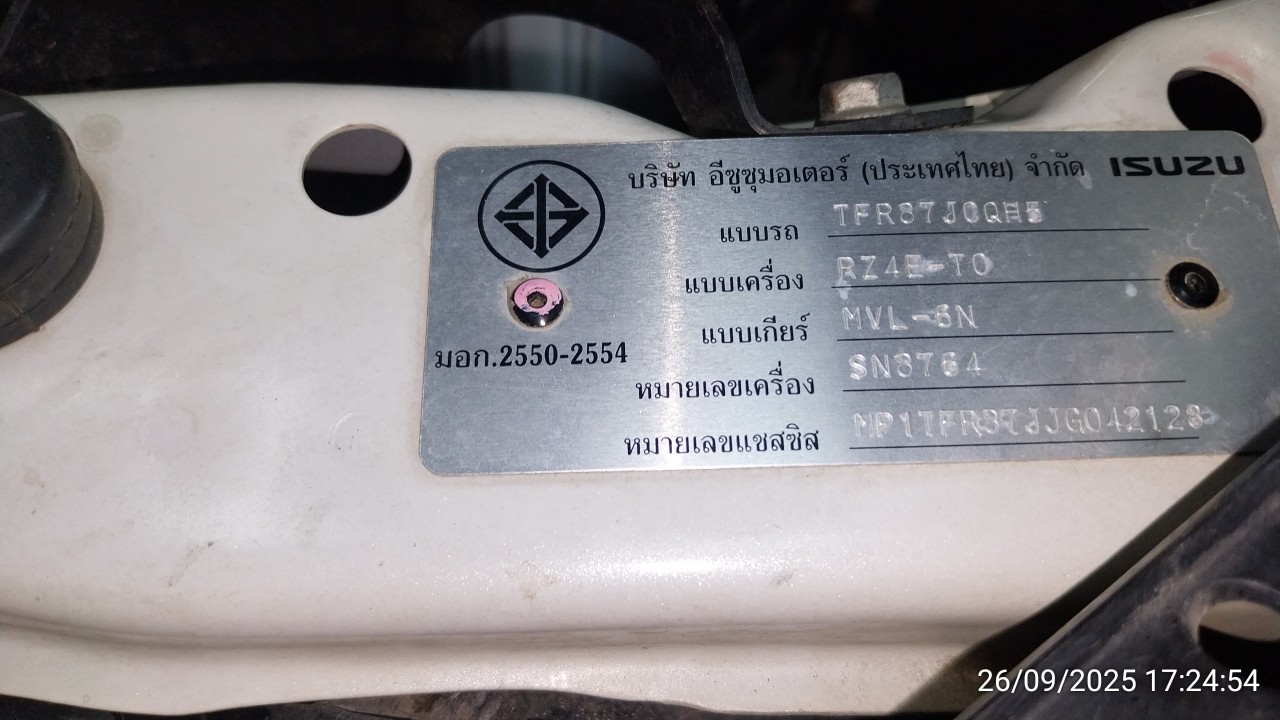 บริษัท อีซูซุมอเตอร์ (ประเทศไทย) จำกัด ISUZU
แบบรถ TFR87JOQH5
แบบเครื่อง RZ4E-TO
แบบเกียร์ MVL-6N
มอก.2550-2554
หมายเลขเครื่อง SN8764
หมายเลขแชสซิส MP1TFR87JJG042128
26/09/2025 17:24:54